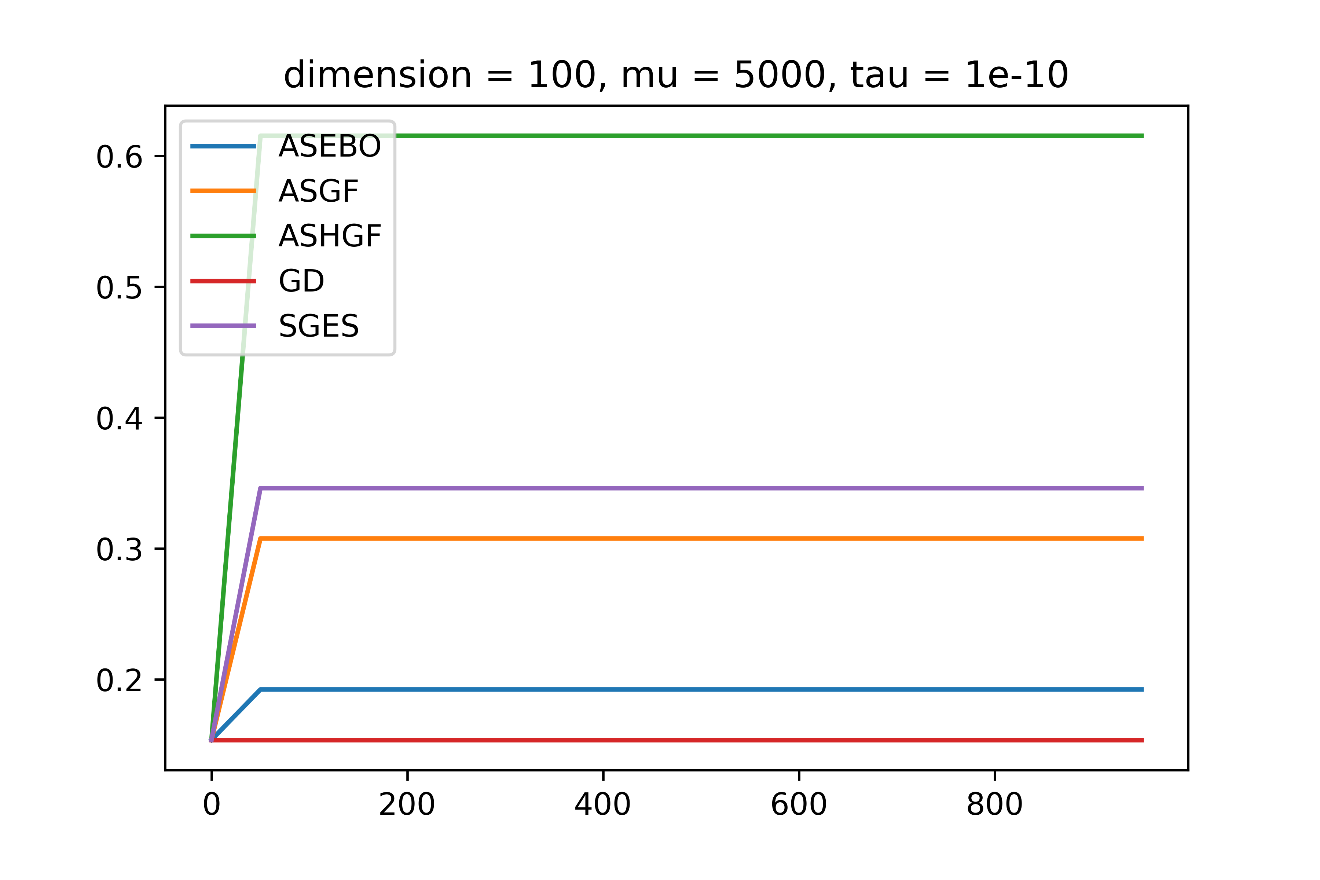 dimension = 100, mu = 5000, tau = 1e-10
ASEBO
ASGF
ASHGF
GD
SGES
0.6
0.5
0.4
0.3
0.2
0 200 400 600 800